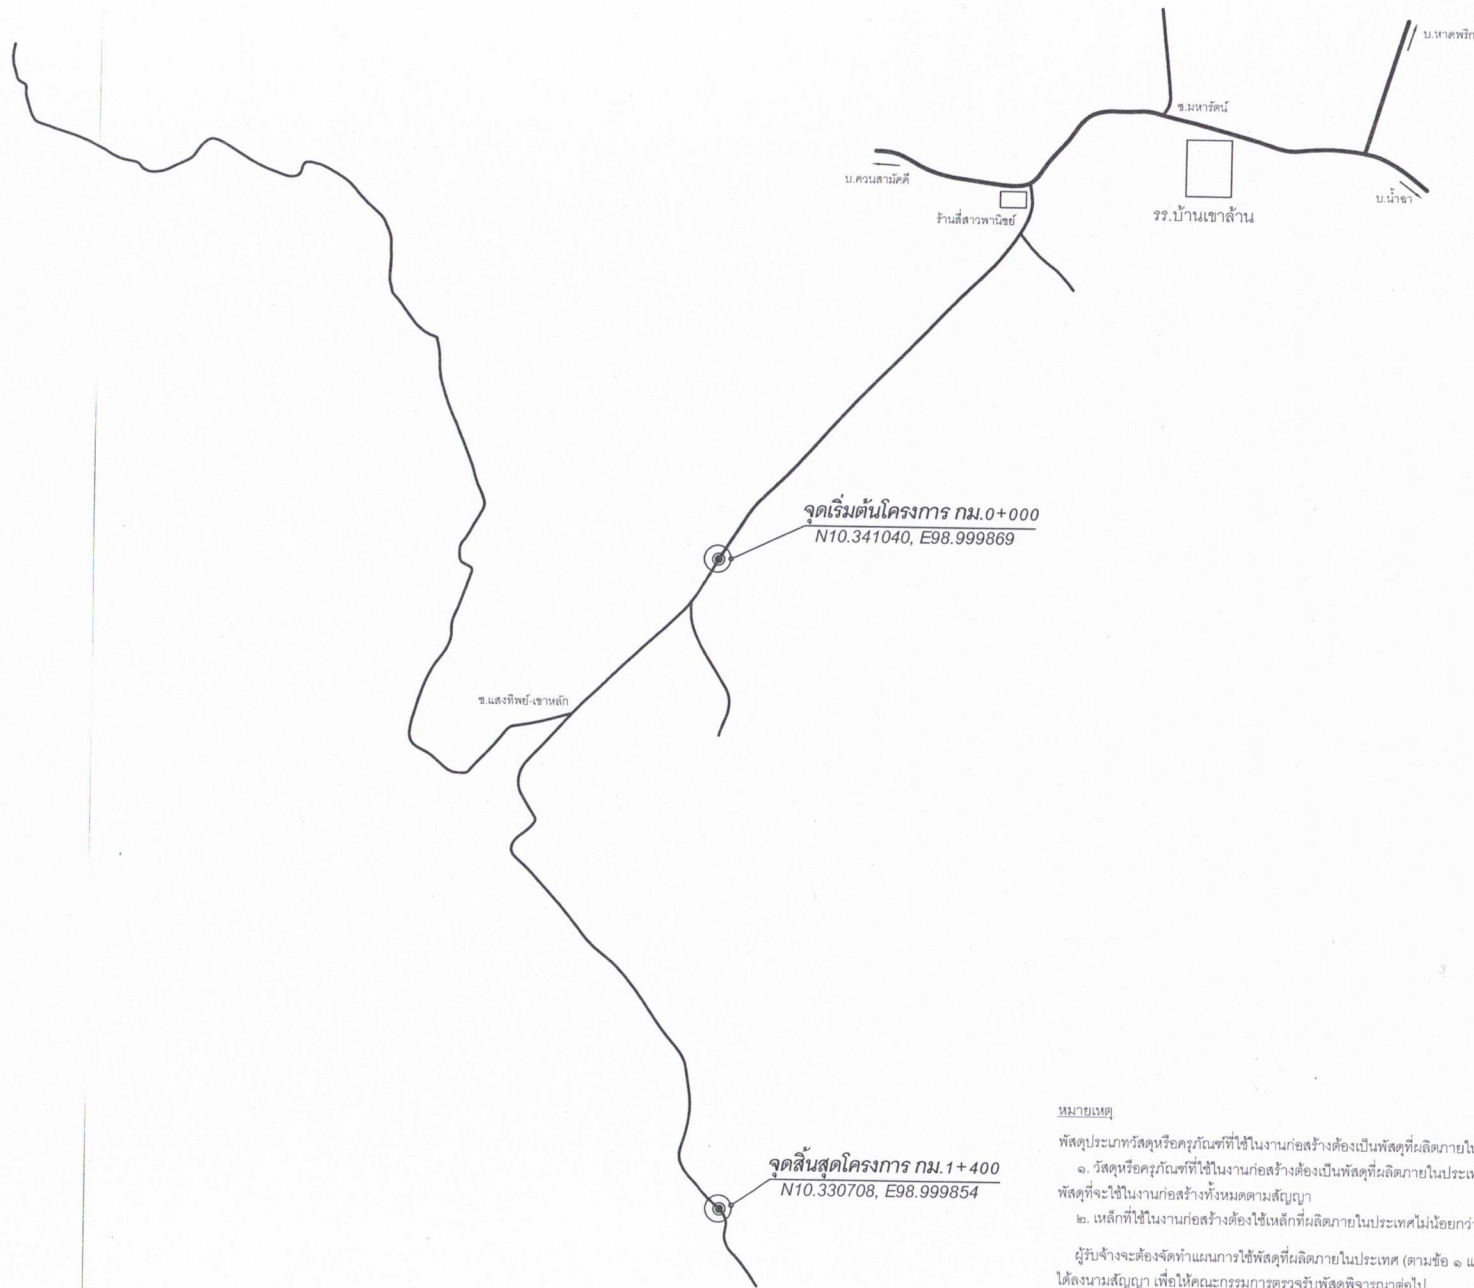 บ.หาดพริก
ซ.มหารัตน์
บ.ควนสามัคคี
บ.น้ำฉา
ร้านสี่สาวพานิชย์
รร.บ้านเขาล้าน
จุดเริ่มต้นโครงการ กม.0+000
N10.341040, E98.999869
ซ.แสงทิพย์-เขาหลัก
จุดสิ้นสุดโครงการ กม.1+400
N10.330708, E98.999854
หมายเหตุ
พัสดุประเภทวัสดุหรือครุภัณฑ์ที่ใช้ในงานก่อสร้างต้องเป็นพัสดุที่ผลิตภายใน
๑. วัสดุหรือครุภัณฑ์ที่ใช้ในงานก่อสร้างต้องเป็นพัสดุที่ผลิตภายในประเ
พัสดุที่จะใช้ในงานก่อสร้างทั้งหมดตามสัญญา
๒. เหล็กที่ใช้ในงานก่อสร้างต้องใช้เหล็กที่ผลิตภายในประเทศไม่น้อยกว่า
ผู้รับจ้างจะต้องจัดทำแผนการใช้พัสดุที่ผลิตภายในประเทศ (ตามข้อ ๑ แ
ได้ลงนามสัญญา เพื่อให้คณะกรรมการตรวจรับพัสดุพิจารณาต่อไป